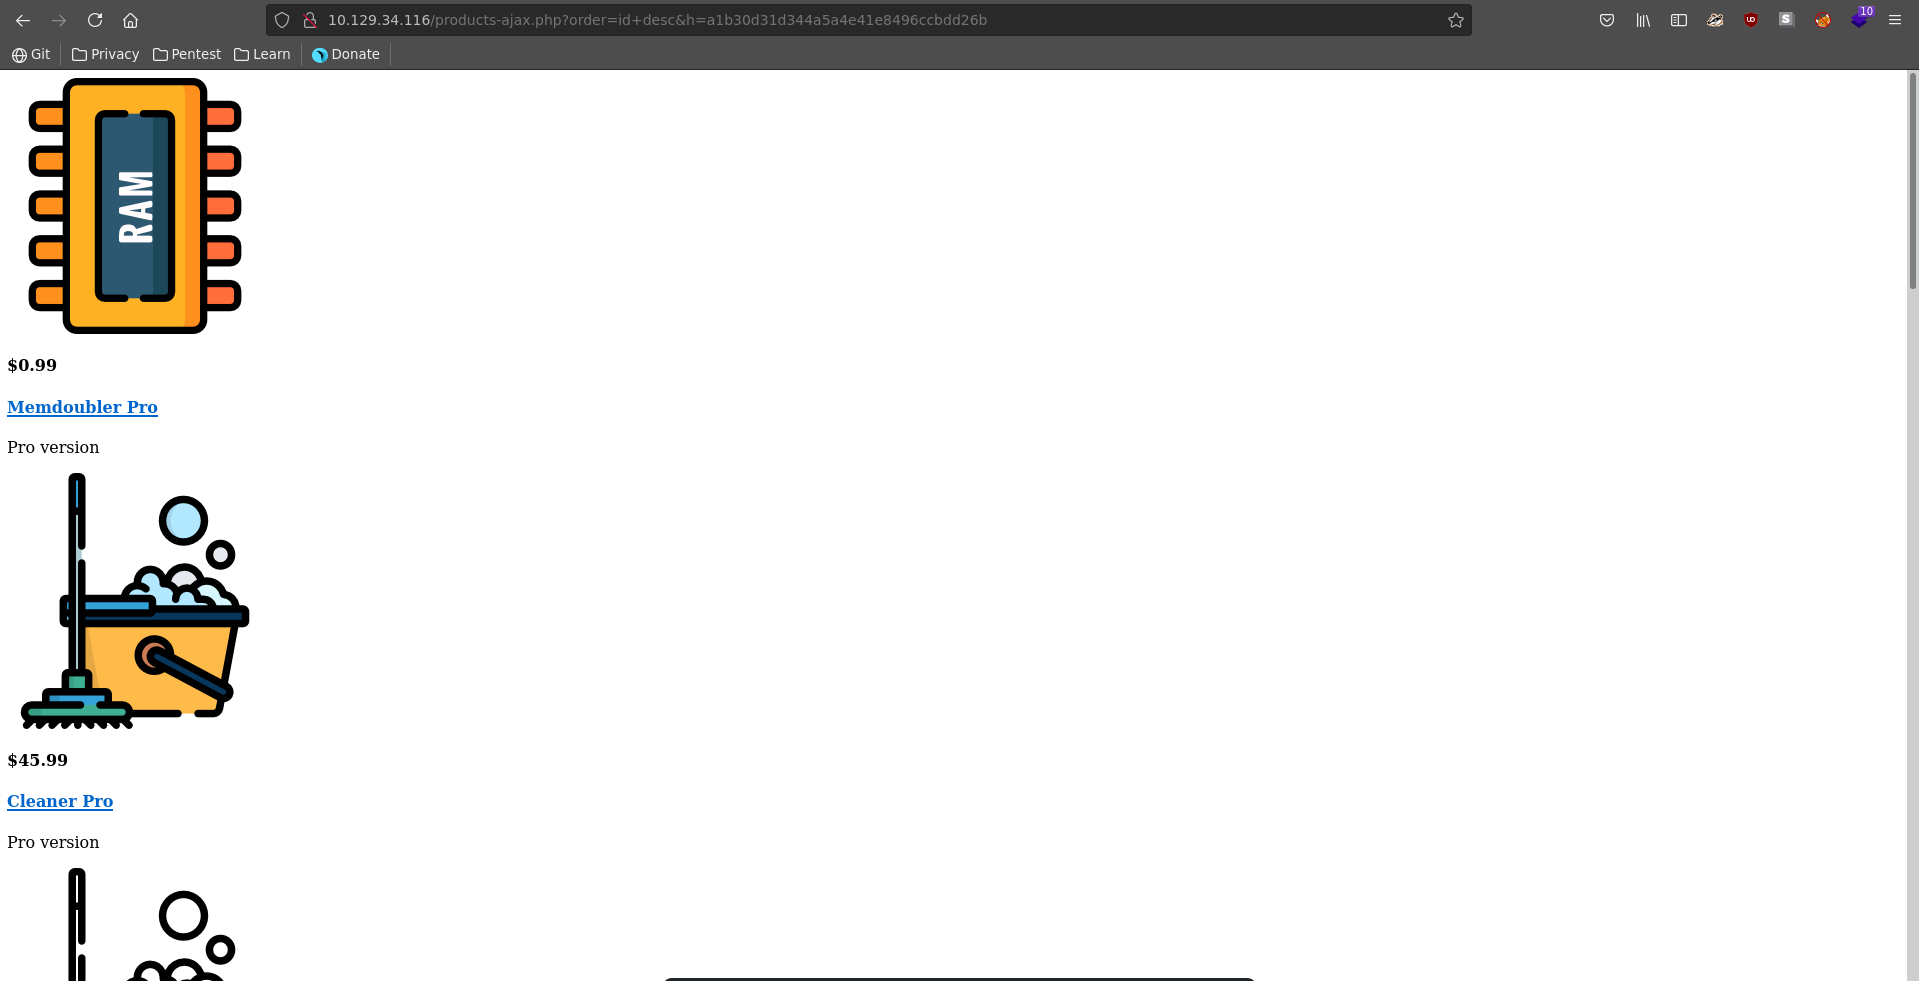 10.129.34.116/products-ajax.php?order=id+desc&h=a1b30d31d344a5a4e41e8496ccbdd26b
10
Git Privacy Pentest Learn Donate
RAM
$0.99
Memdoubler Pro
Pro version
$45.99
Cleaner Pro
Pro version